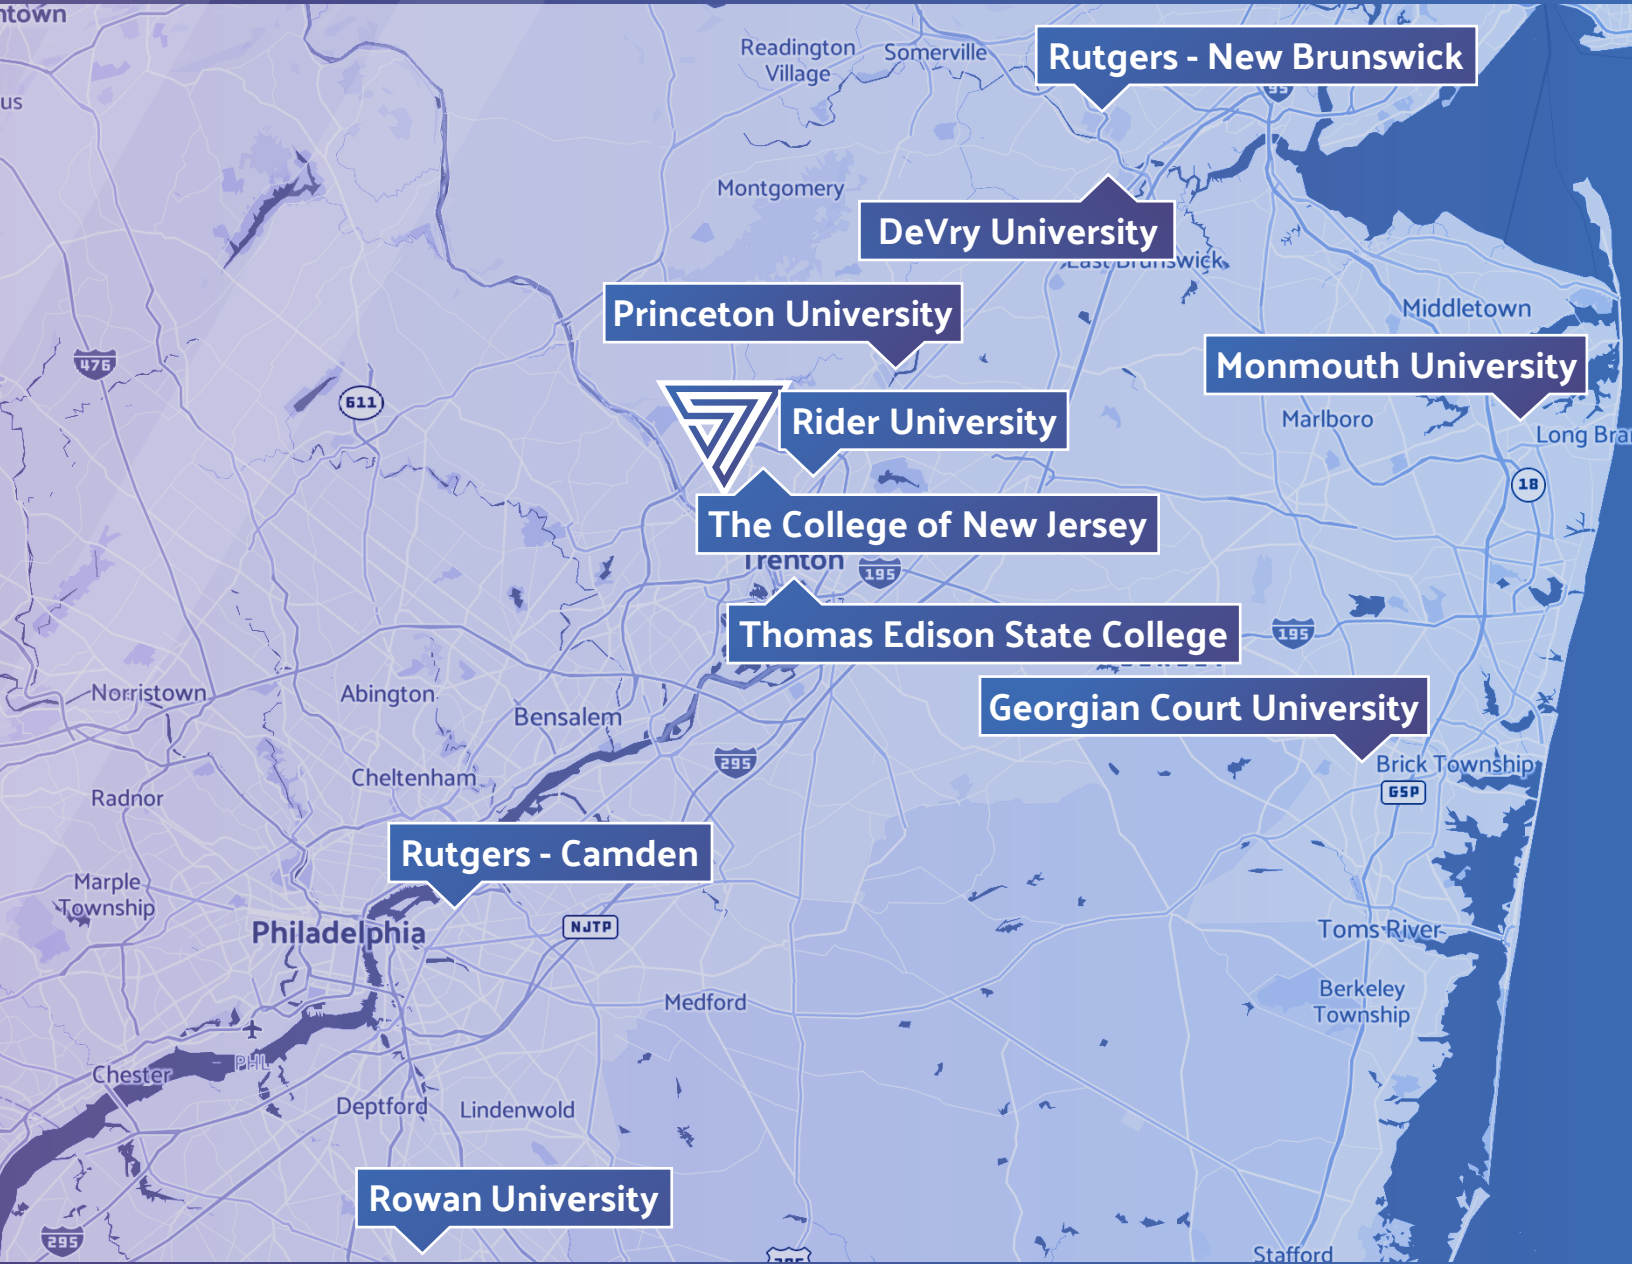 ntown
Readington
Village
Somerville
Rutgers - New Brunswick
95
us
Montgomery
DeVry University
East Brunswick
Princeton University
Middletown
476
Monmouth University
611
Rider University
Marlboro
Long Bra
18
The College of New Jersey
Trenton
195
Thomas Edison State College
195
Norristown
Abington
Bensalem
Georgian Court University
295
Brick Township
Cheltenham
GSP
Radnor
Rutgers - Camden
Marple
Township
Philadelphia
NJTP
Toms River
Medford
Berkeley
Township
PHL
Chester
Deptford
Lindenwold
Rowan University
295
Stafford